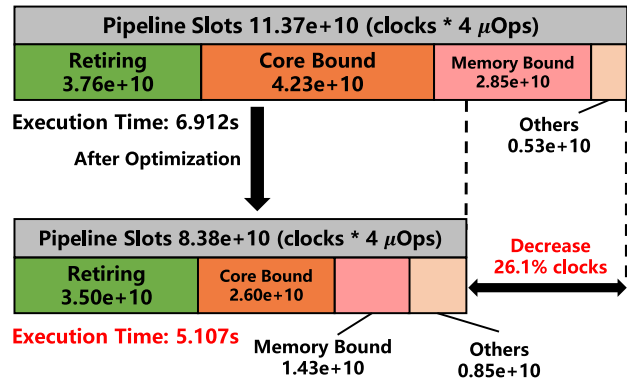 Pipeline Slots 11.37e+10 (clocks * 4 μOps)
Retiring
3.76e+10
Core Bound
4.23e+10
Memory Bound
2.85e+10
Execution Time: 6.912s
Others
0.53e+10
After Optimization
Pipeline Slots 8.38e+10 (clocks * 4 μOps)
Decrease
26.1% clocks
Retiring
3.50e+10
Core Bound
2.60e+10
Execution Time: 5.107s
Memory Bound
1.43e+10
Others
0.85e+10